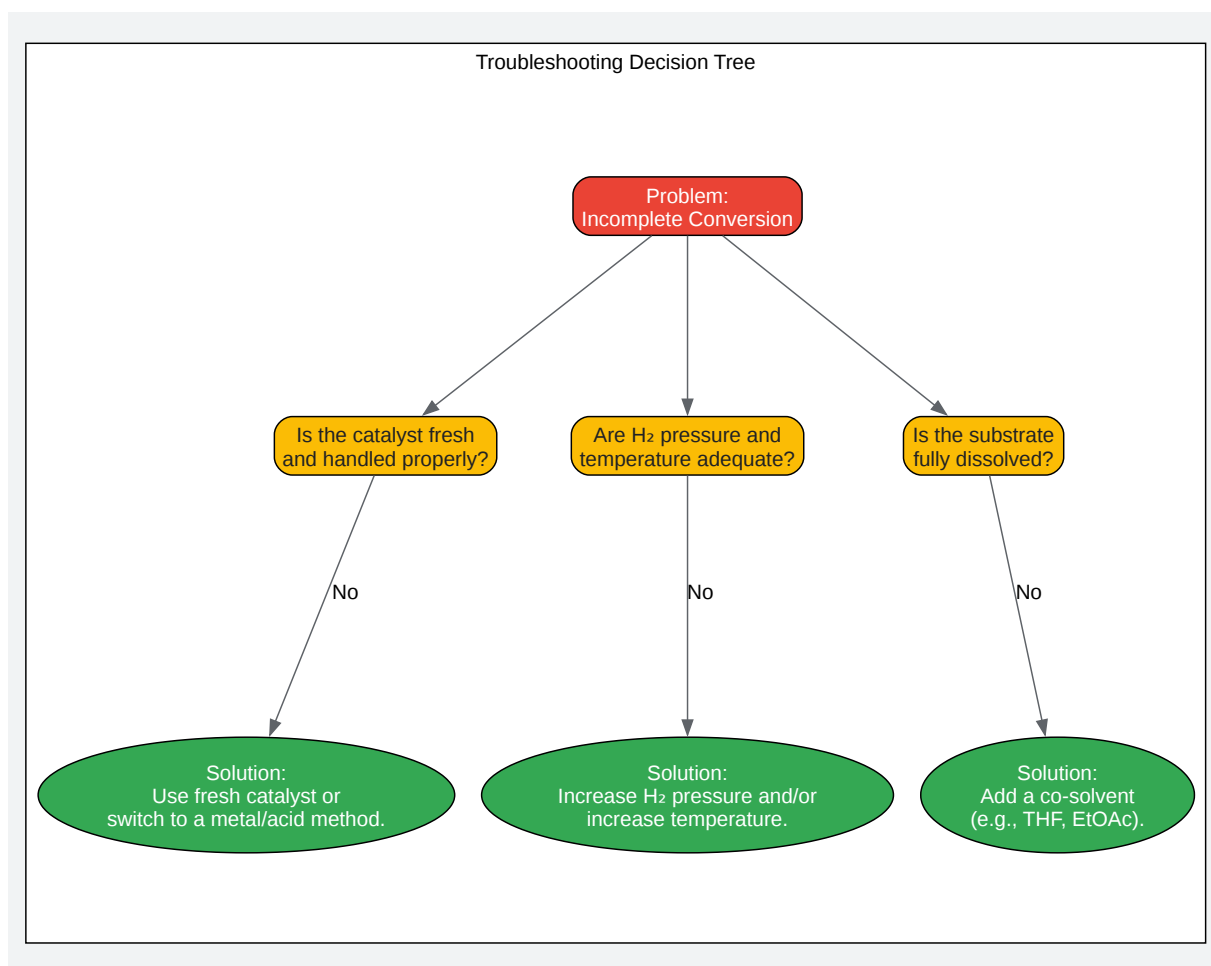 Troubleshooting Decision Tree
Problem:
Incomplete Conversion
Is the catalyst fresh
and handled properly?
Are H₂ pressure and
temperature adequate?
Is the substrate
fully dissolved?
No
No
No
Solution:
Use fresh catalyst or
switch to a metal/acid method.
Solution:
Increase H₂ pressure and/or
increase temperature.
Solution:
Add a co-solvent
(e.g., THF, EtOAc).